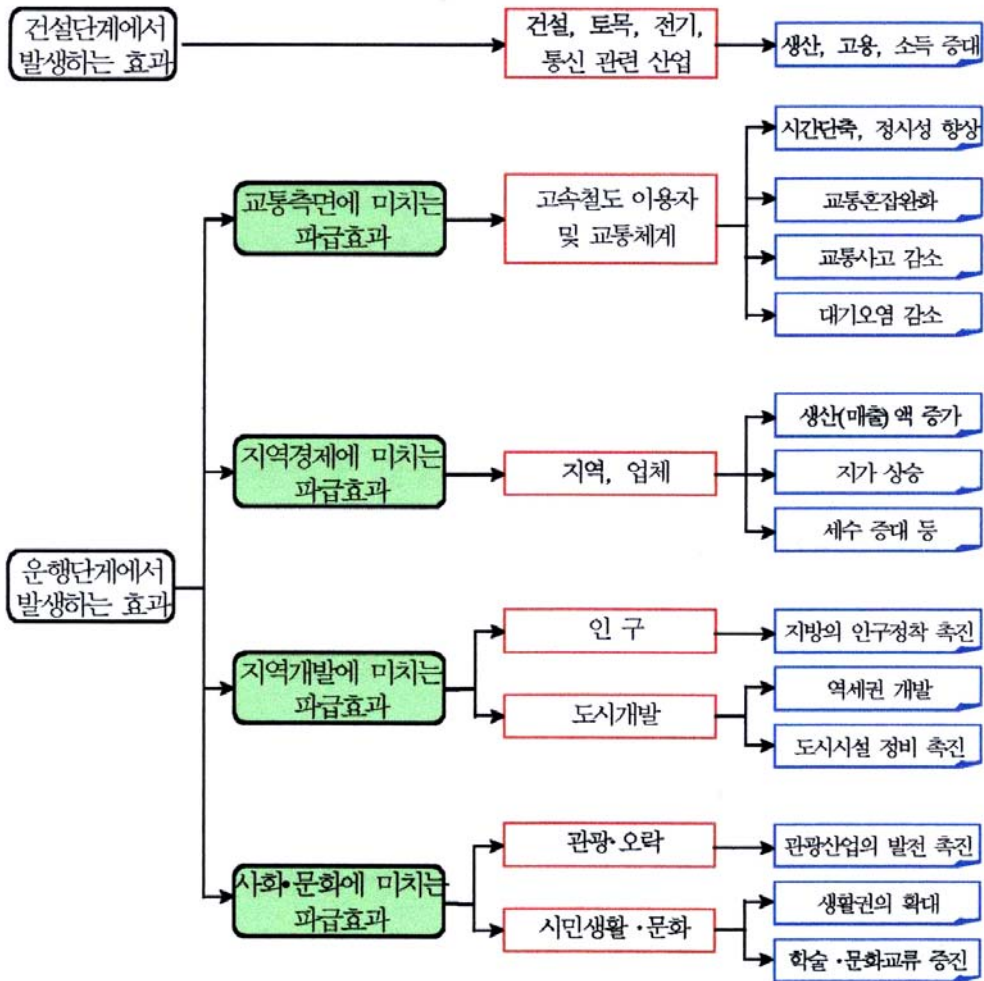 건설단계에서
발생하는 효과
건설, 토목, 전기,
통신 관련 산업
생산, 고용, 소득 증대
시간단축, 정시성 향상
교통측면에 미치는
파급효과
고속철도 이용자
및 교통체계
교통혼잡완화
교통사고 감소
대기오염 감소
생산(매출)액 증가
지역경제에 미치는
파급효과
지역, 업체
지가 상승
세수 증대 등
운행단게에서
발생하는 효과
인 구
지방의 인구정착 촉진
지역개발에 미치는
파급효과
도시개발
역세권 개발
도시시설 정비 촉진
관광·오락
관광산업의 발전 촉진
사회·문화에 미치는
파급효과
시민생활·문화
생활권의 확대
학술·문화교류 증진